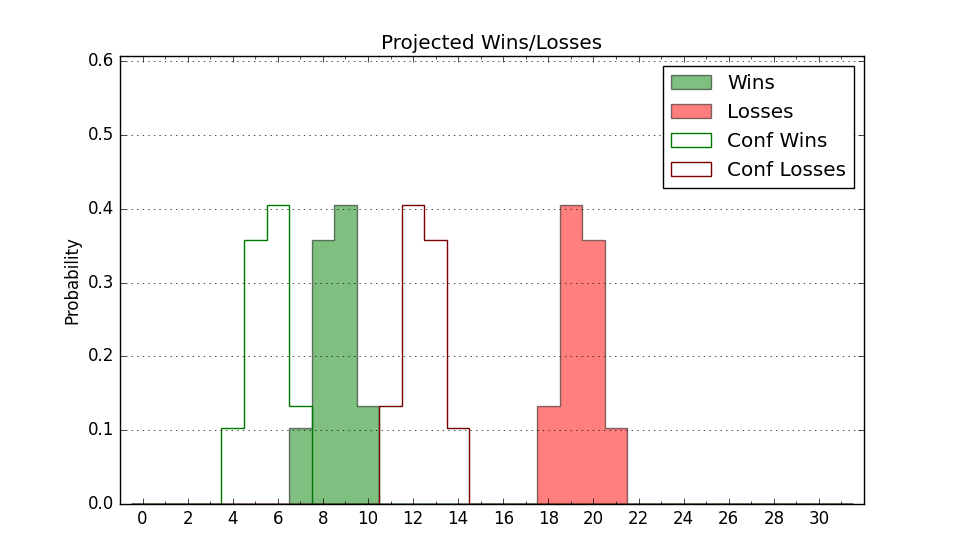 Projected Wins/Losses
0.6
0.5
0.4
0.3
0.2
0.1
0.0
Probability
Wins
Losses
Conf Wins
Conf Losses
0 2 4 6 8 10 12 14 16 18 20 22 24 26 28 30